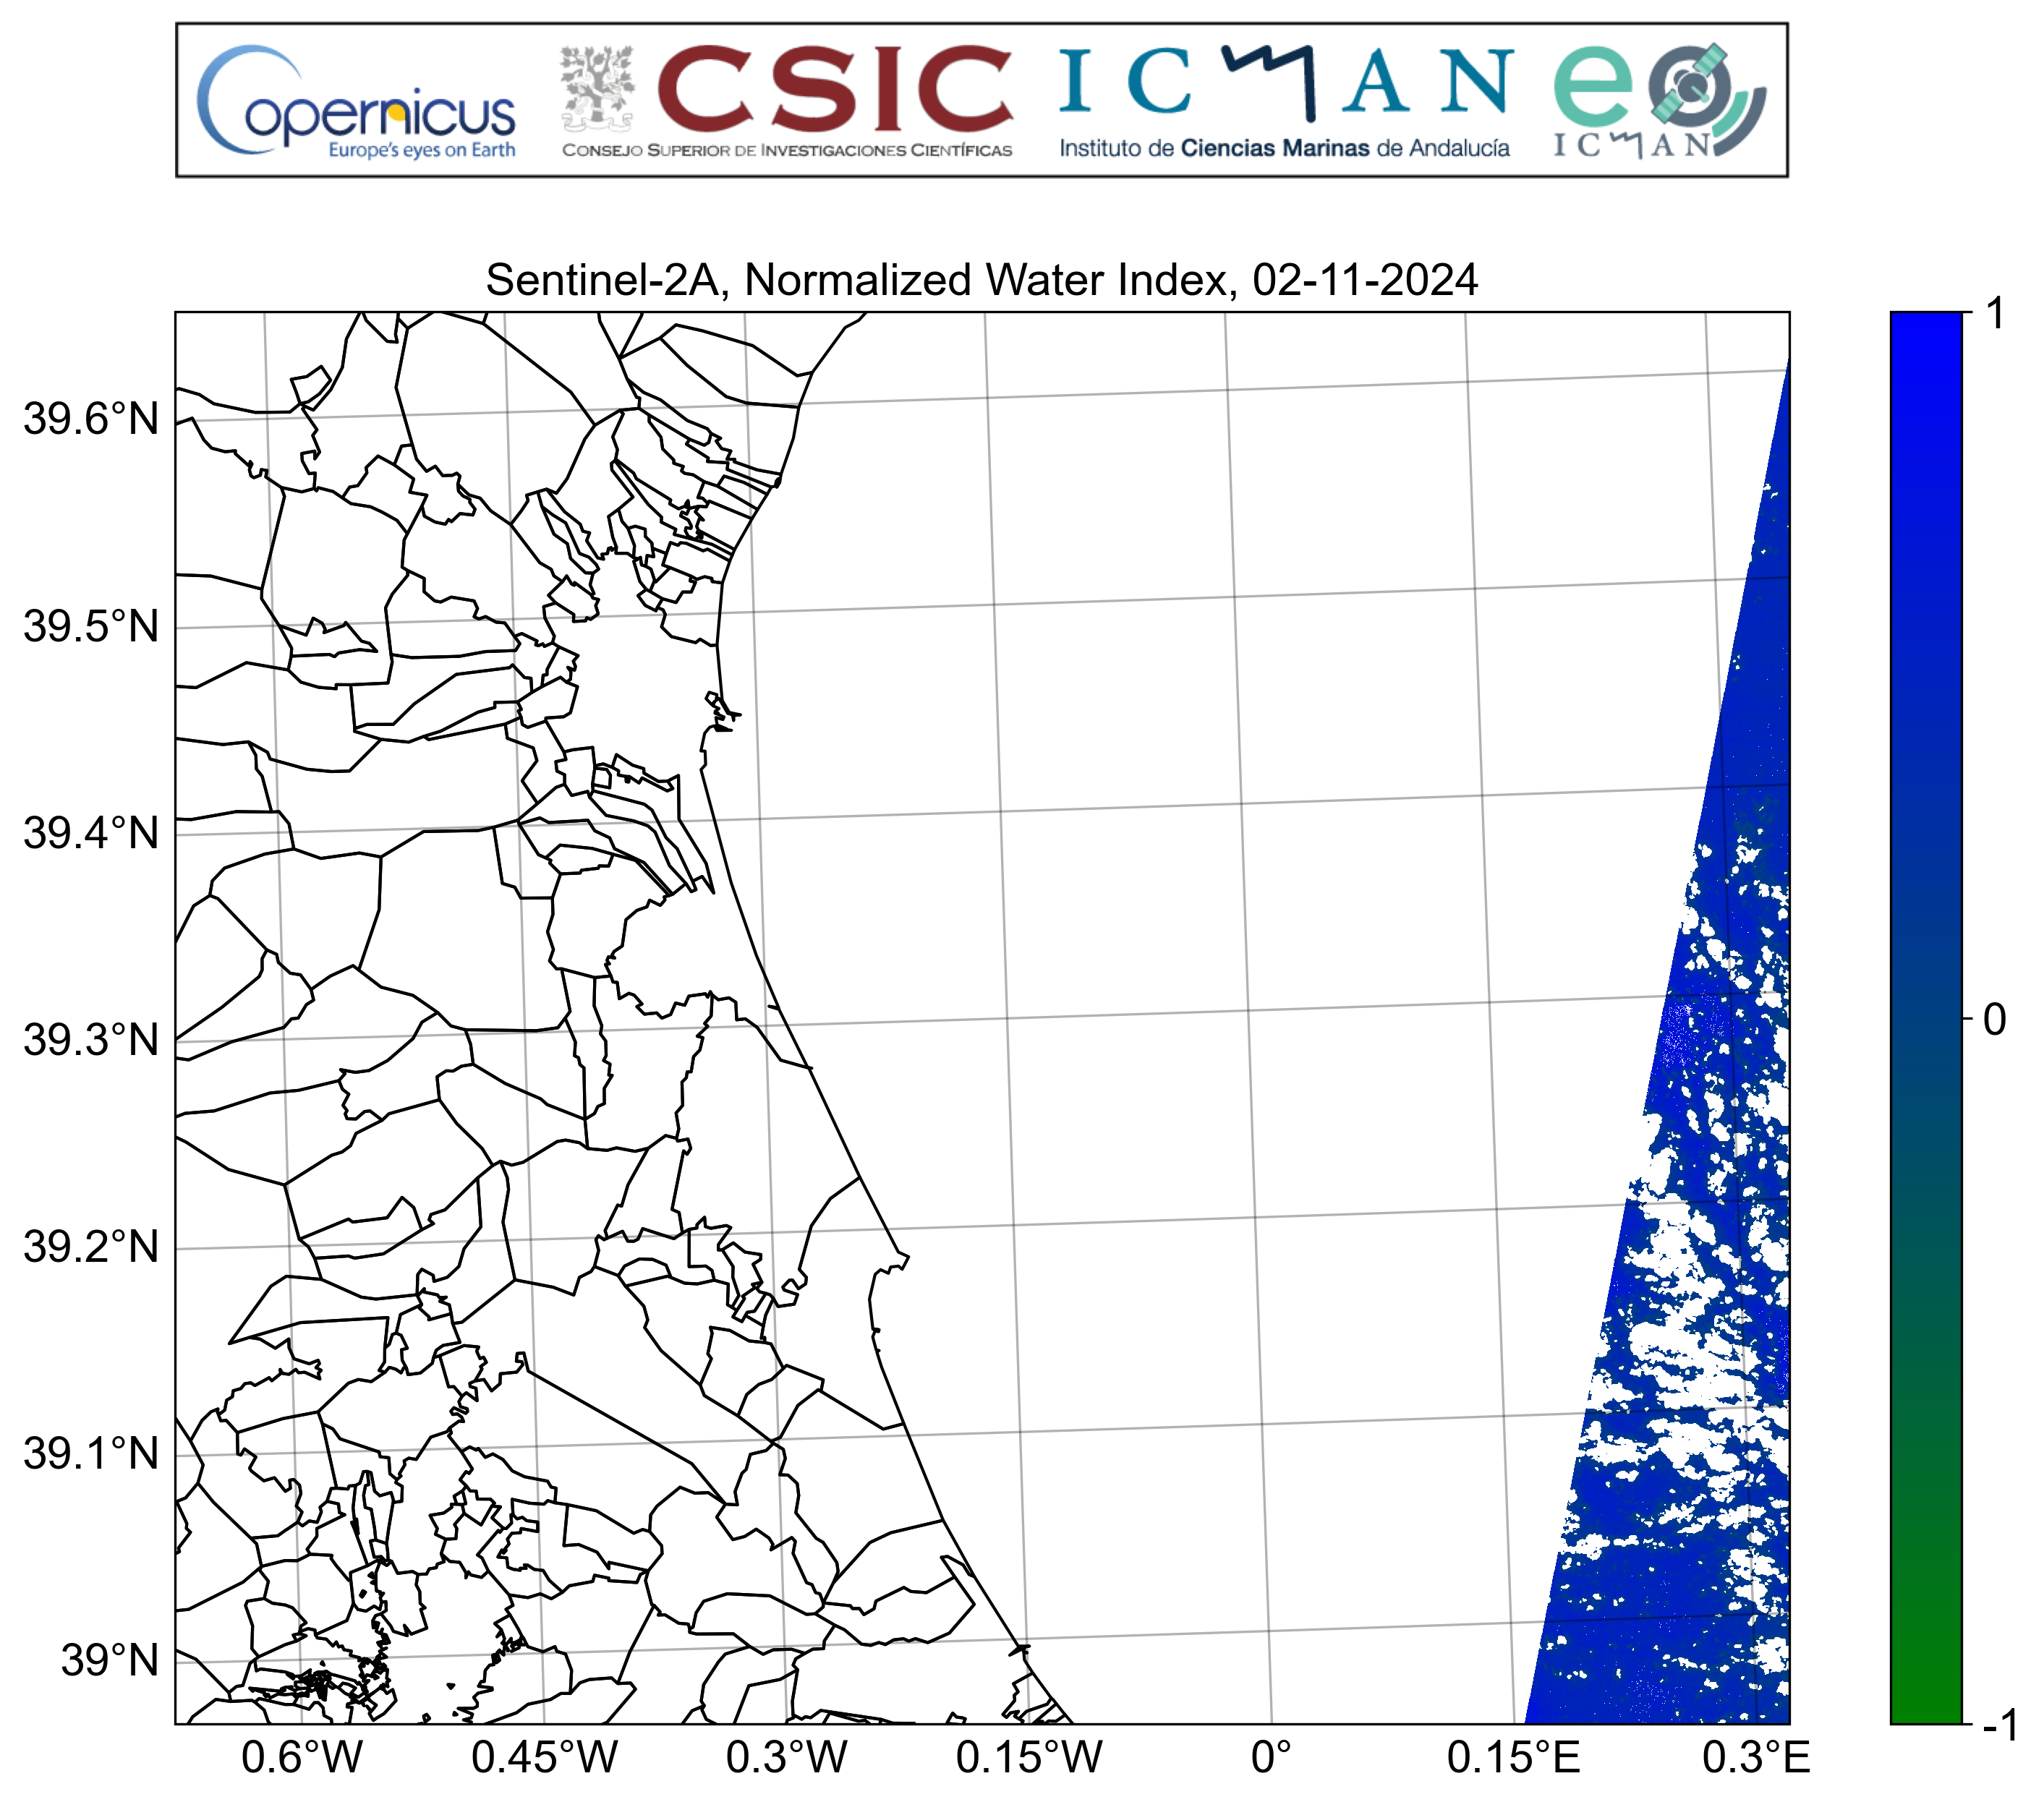 Copernicus
Europe's eyes on Earth
CSIC
CONSEJO SUPERIOR DE INVESTIGACIONES CIENTÍFICAS
ICMAN
Instituto de Ciencias Marinas de Andalucía
eo
ICMAN
Sentinel-2A, Normalized Water Index, 02-11-2024
39.6°N
39.5°N
39.4°N
39.3°N
39.2°N
39.1°N
39°N
0.6°W 0.45°W 0.3°W 0.15°W 0° 0.15°E 0.3°E
1
0
-1